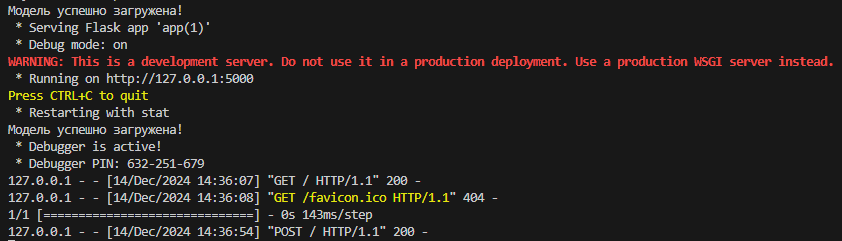 Модель успешно загружена!
* Serving Flask app 'app(1)'
* Debug mode: on
WARNING: This is a development server. Do not use it in a production deployment. Use a production WSGI server instead.
* Running on http://127.0.0.1:5000
Press CTRL+C to quit
* Restarting with stat
Модель успешно загружена!
* Debugger is active!
* Debugger PIN: 632-251-679
127.0.0.1 - - [14/Dec/2024 14:36:07] "GET / HTTP/1.1" 200 -
127.0.0.1 - - [14/Dec/2024 14:36:08] "GET /favicon.ico HTTP/1.1" 404 -
1/1 [==============================] - 0s 143ms/step
127.0.0.1 - - [14/Dec/2024 14:36:54] "POST / HTTP/1.1" 200 -